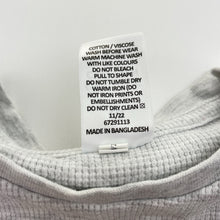 COTTON / VISCOSE
WASH BEFORE WEAR
WARM MACHINE WASH
WITH LIKE COLOURS
DO NOT BLEACH
PULL TO SHAPE
DO NOT TUMBLE DRY
WARM IRON (DO
NOT IRON PRINTS OR
EMBELLISHMENTS)
DO NOT DRY CLEAN
11/22
67291113
MADE IN BANGLADESH